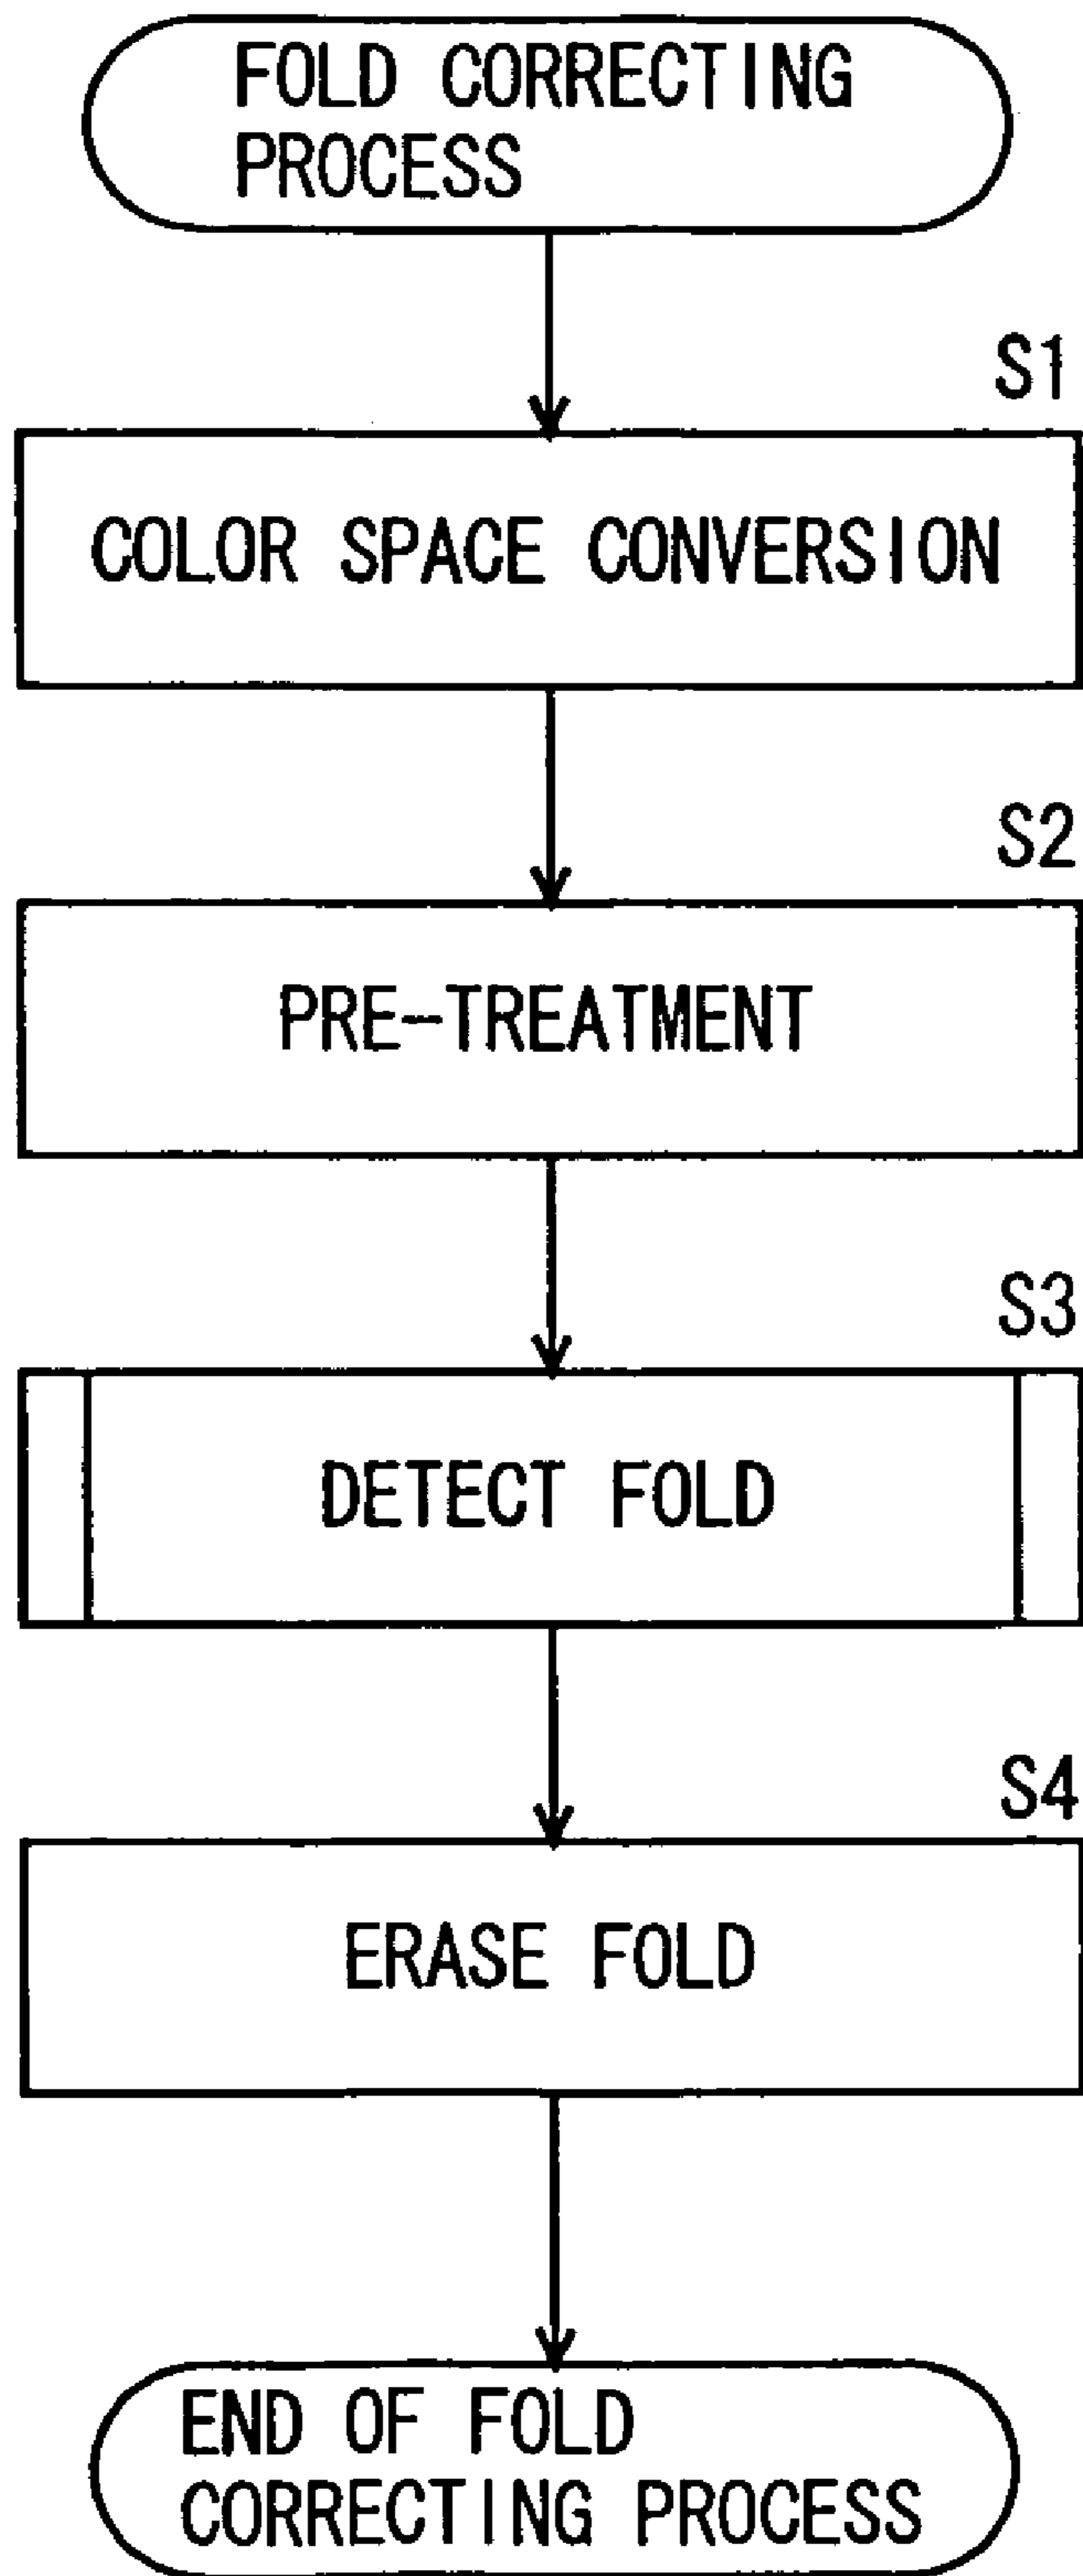 FOLD CORRECTING
PROCESS
S1
COLOR SPACE CONVERSION
S2
PRE-TREATMENT
S3
DETECT FOLD
S4
ERASE FOLD
END OF FOLD
CORRECTING PROCESS